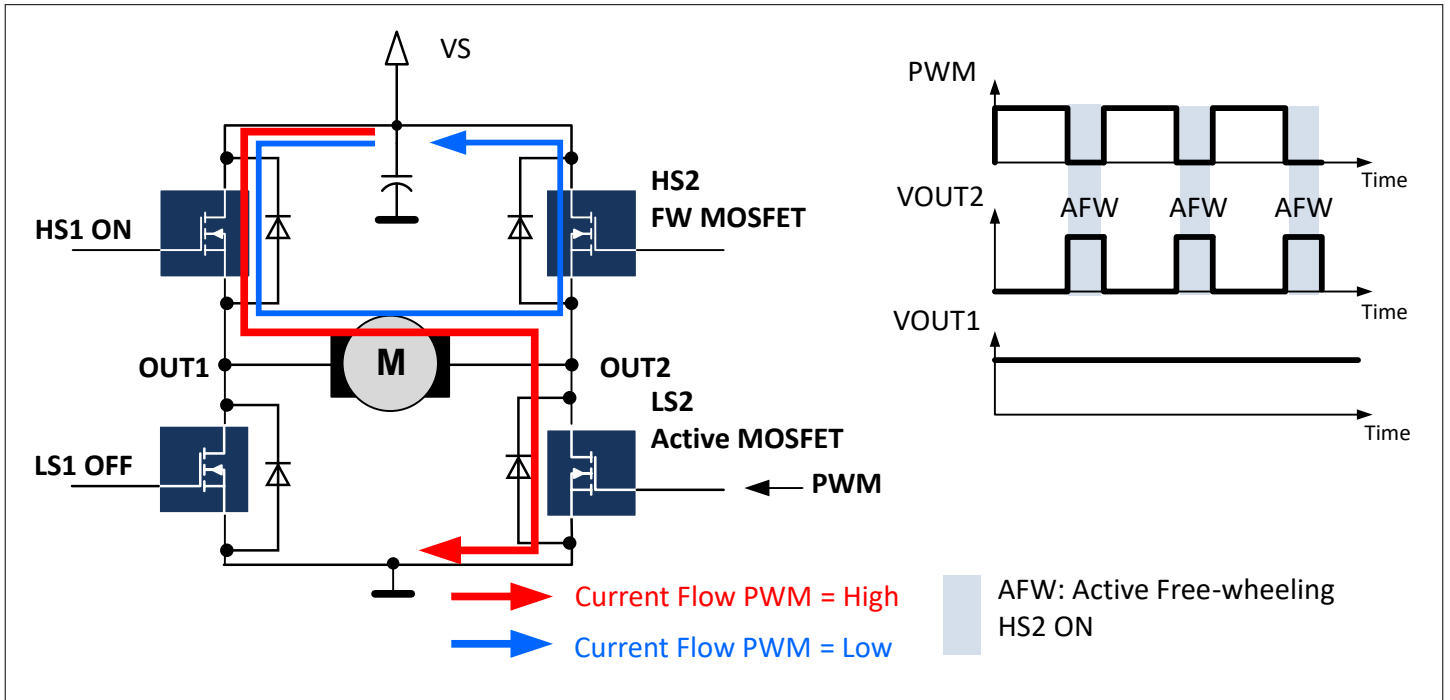 VS
HS1 ON
HS2
FW MOSFET
OUT1
M
OUT2
LS1 OFF
LS2
Active MOSFET
PWM
Current Flow PWM = High
Current Flow PWM = Low
PWM
Time
VOUT2
AFW AFW AFW
Time
VOUT1
Time
AFW: Active Free-wheeling
HS2 ON